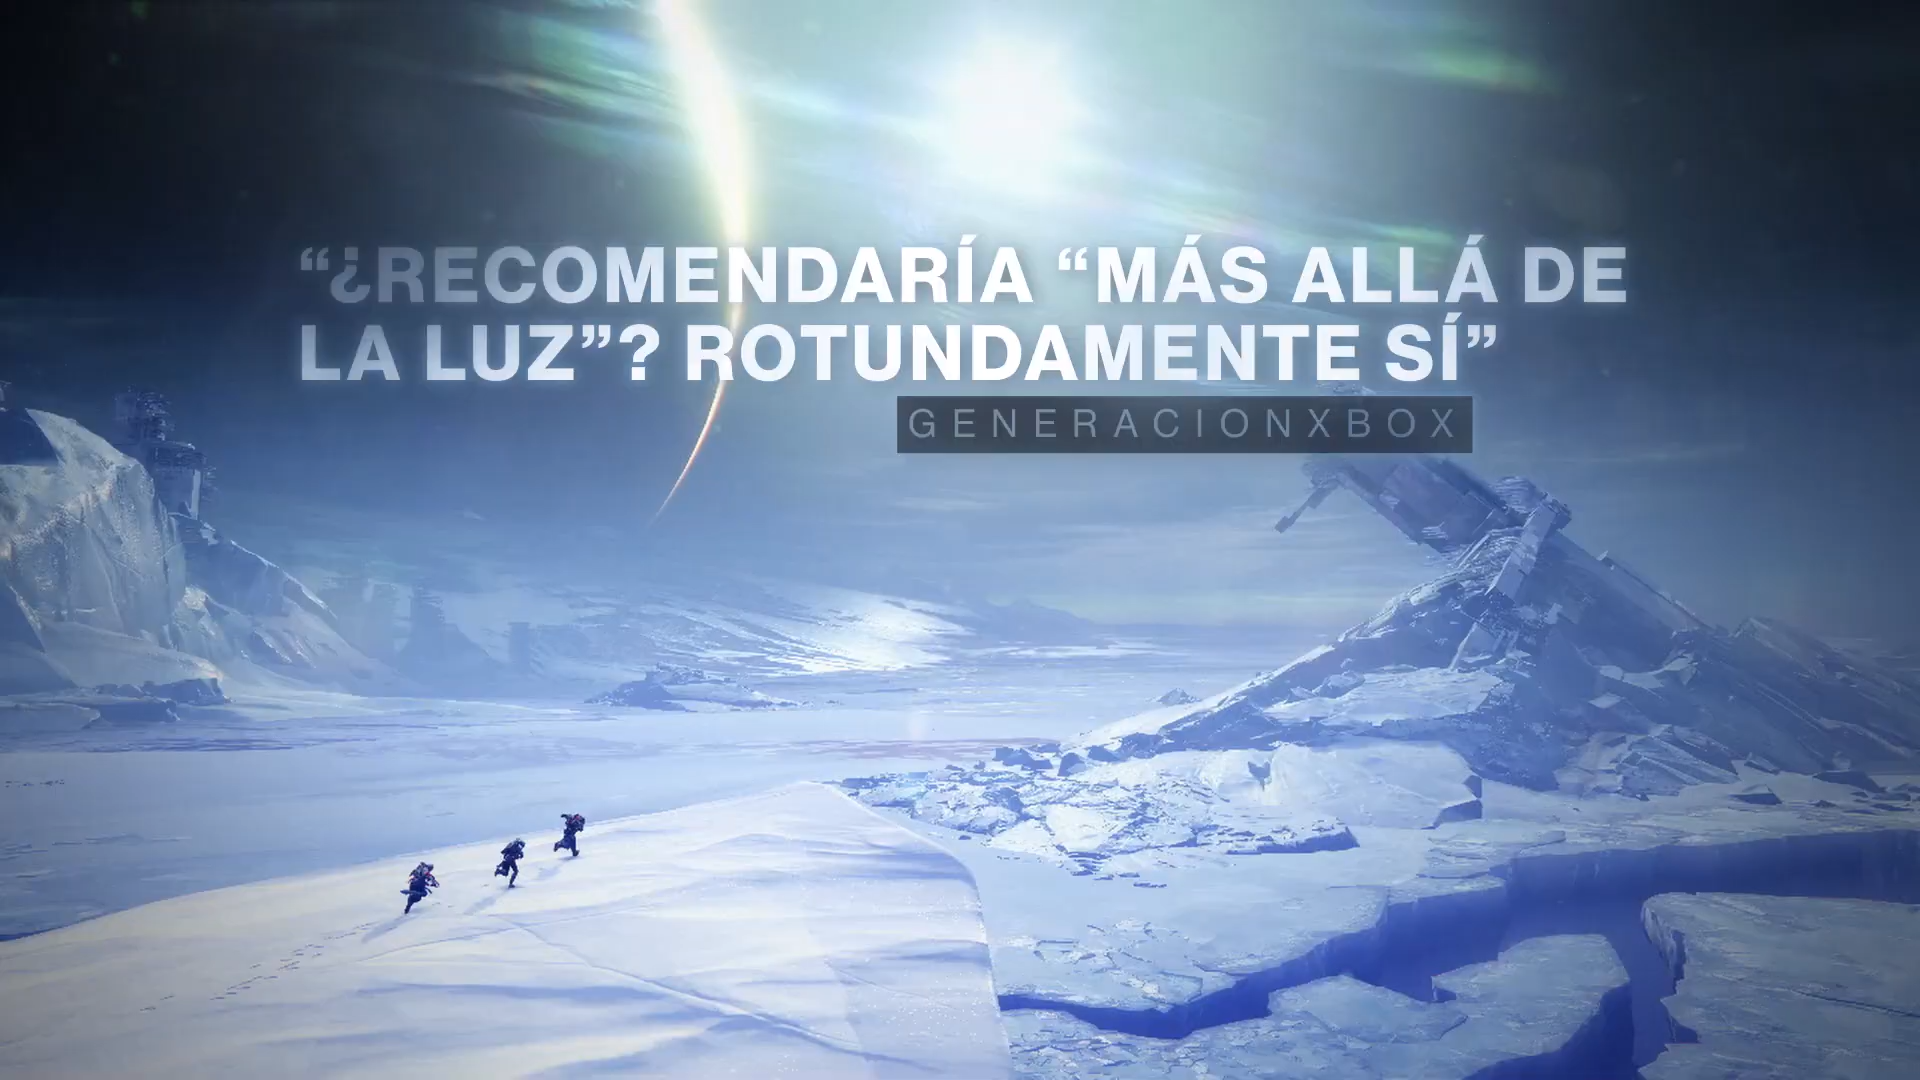 “¿RECOMENDARÍA “MÁS ALLÁ DE
LA LUZ”? ROTUNDAMENTE SÍ”
GENERACIONXBOX